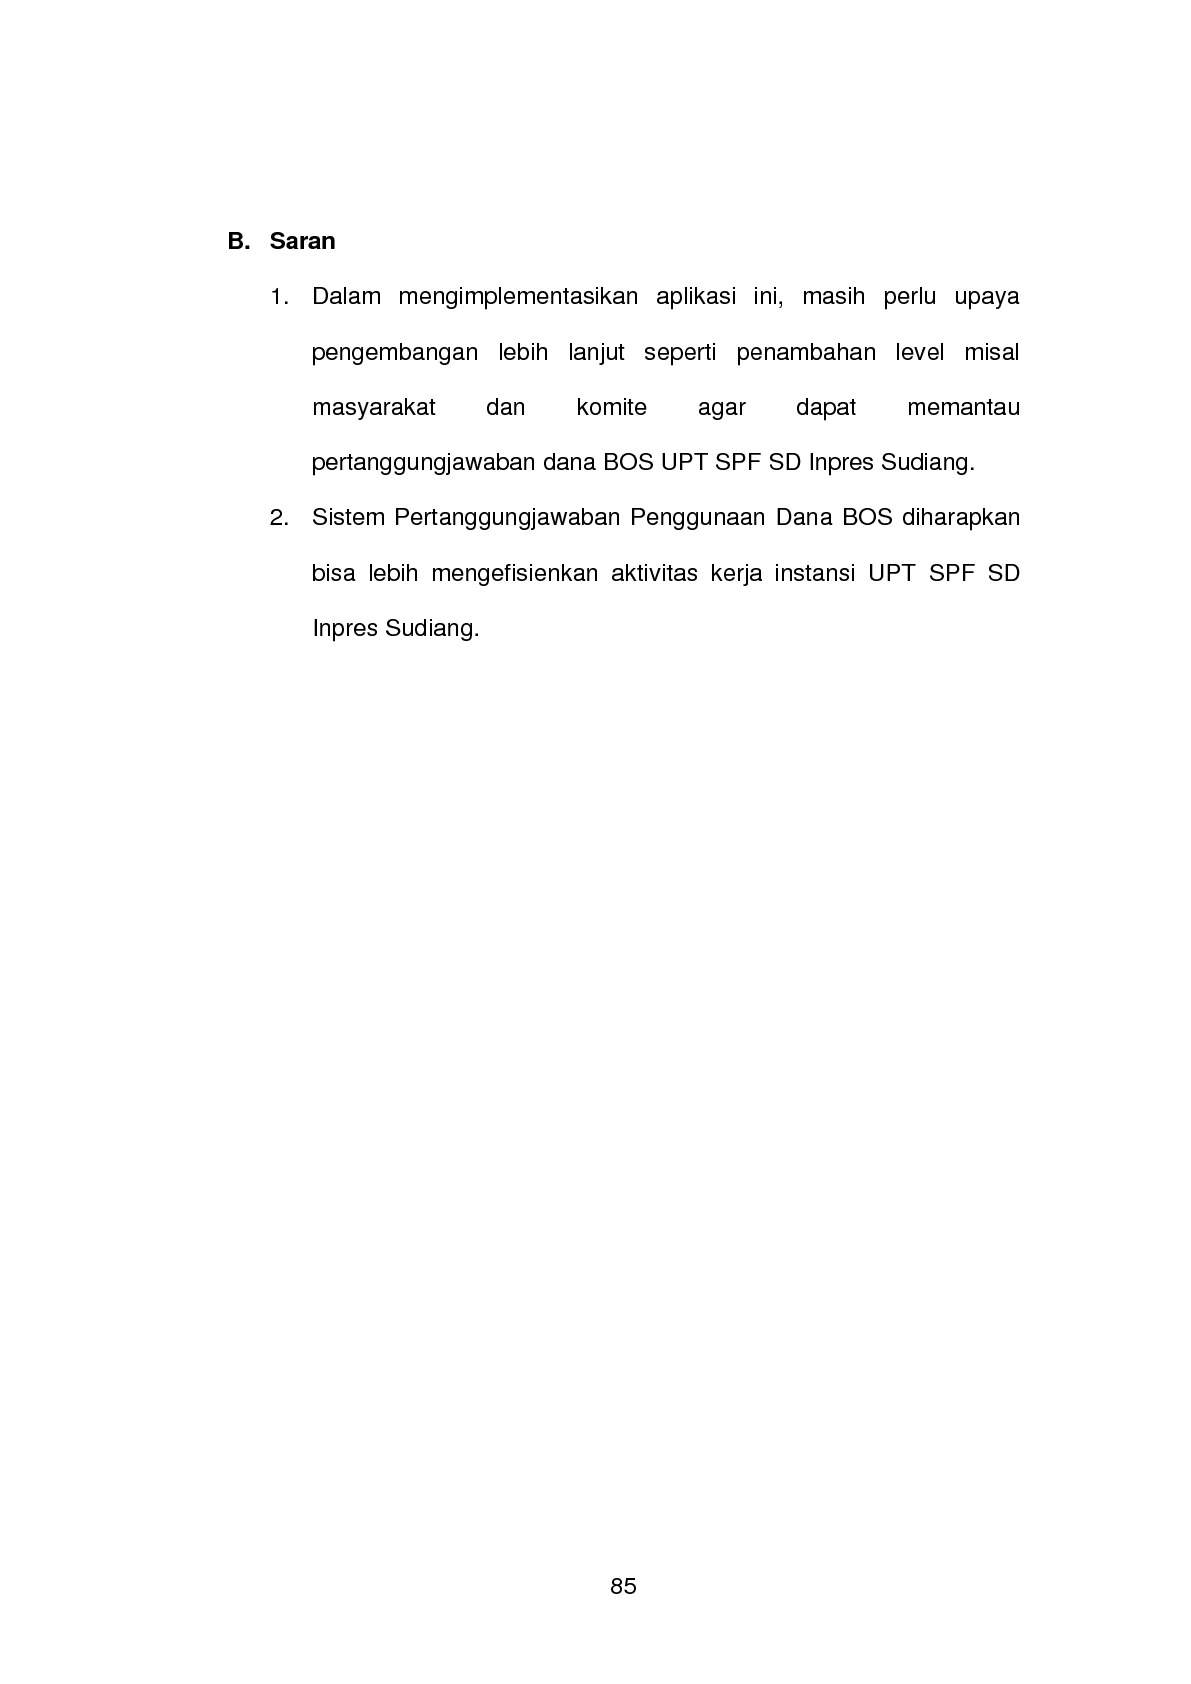 B. Saran
1. Dalam mengimplementasikan aplikasi ini, masih perlu upaya
pengembangan lebih lanjut seperti penambahan level misal
masyarakat dan komite agar dapat memantau
pertanggungjawaban dana BOS UPT SPF SD Inpres Sudiang.
2. Sistem Pertanggungjawaban Penggunaan Dana BOS diharapkan
bisa lebih mengefisienkan aktivitas kerja instansi UPT SPF SD
Inpres Sudiang.
85